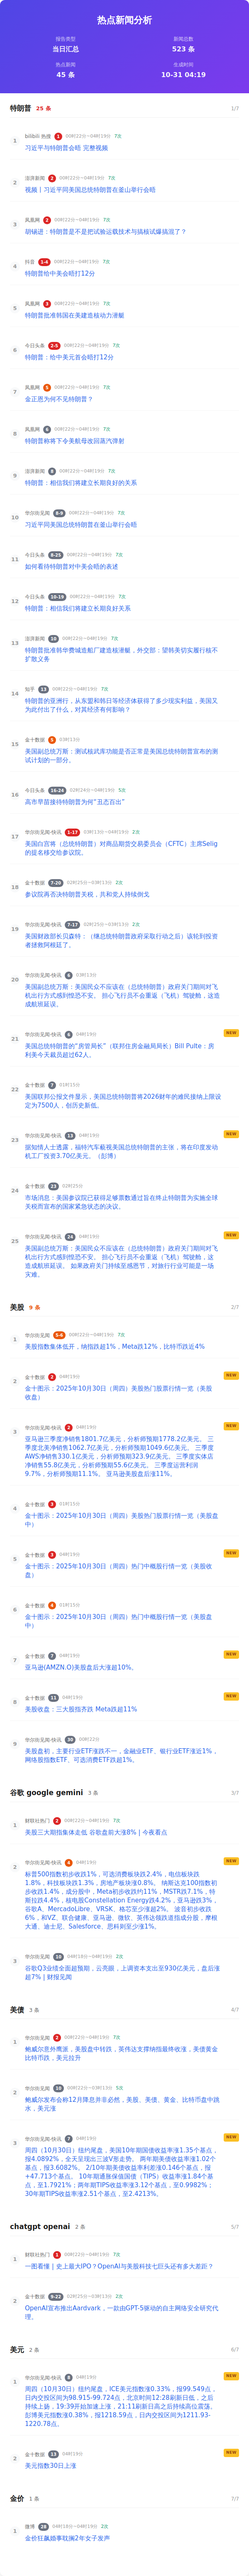 热点新闻分析
报告类型
新闻总数
当日汇总
523 条
热点新闻
生成时间
45 条
10-31 04:19
特朗普 25 条 1/7
1 bilibili 热搜 1 00时22分~04时19分 7次
习近平与特朗普会晤 完整视频
2 澎湃新闻 2 00时22分~04时19分 7次
视频丨习近平同美国总统特朗普在釜山举行会晤
3 凤凰网 2 00时22分~04时19分 7次
胡锡进：特朗普是不是把试验运载技术与搞核试爆搞混了？
4 抖音 1-4 00时22分~04时19分 7次
特朗普给中美会晤打12分
5 凤凰网 3 00时22分~04时19分 7次
特朗普批准韩国在美建造核动力潜艇
6 今日头条 2-5 00时22分~04时19分 7次
特朗普：给中美元首会晤打12分
7 凤凰网 5 00时22分~04时19分 7次
金正恩为何不见特朗普？
8 凤凰网 6 00时22分~04时19分 7次
特朗普称将下令美航母改回蒸汽弹射
9 澎湃新闻 8 00时22分~04时19分 7次
特朗普：相信我们将建立长期良好的关系
10 华尔街见闻 8-9 00时22分~04时19分 7次
习近平同美国总统特朗普在釜山举行会晤
11 今日头条 8-25 00时22分~04时19分 7次
如何看待特朗普对中美会晤的表述
12 今日头条 16-19 00时22分~04时19分 7次
特朗普：相信我们将建立长期良好关系
13 澎湃新闻 16 00时22分~04时19分 7次
特朗普批准韩华费城造船厂建造核潜艇，外交部：望韩美切实履行核不
扩散义务
14 知乎 13 00时22分~04时19分 7次
特朗普的亚洲行，从东盟和韩日等经济体获得了多少现实利益，美国又
为此付出了什么，对其经济有何影响？
15 金十数据 5 03时13分
美国副总统万斯：测试核武库功能是否正常是美国总统特朗普宣布的测
试计划的一部分。
16 今日头条 16-24 02时24分~04时19分 5次
高市早苗接待特朗普为何“丑态百出”
17 华尔街见闻·快讯 1-17 03时13分~04时19分 2次
美国白宫将（总统特朗普）对商品期货交易委员会（CFTC）主席Selig
的提名移交给参议院。
18 金十数据 7-20 02时25分~03时13分 2次
参议院再否决特朗普关税，共和党人持续倒戈
19 华尔街见闻·快讯 7-17 02时25分~03时13分 2次
美国财政部长贝森特：（继总统特朗普政府采取行动之后）该轮到投资
者拯救阿根廷了。
20 华尔街见闻·快讯 6 03时13分
美国副总统万斯：美国民众不应该在（总统特朗普）政府关门期间对飞
机出行方式感到惶恐不安。 担心飞行员不会重返（飞机）驾驶舱，这造
成航班延误。
21 华尔街见闻·快讯 6 04时19分 NEW
美国总统特朗普的“房管局长”（联邦住房金融局局长）Bill Pulte：房
利美今天裁员超过62人。
22 金十数据 7 01时15分
美国联邦公报文件显示，美国总统特朗普将2026财年的难民接纳上限设
定为7500人，创历史新低。
23 华尔街见闻·快讯 13 04时19分 NEW
据知情人士透露，福特汽车藐视美国总统特朗普的主张，将在印度发动
机工厂投资3.70亿美元。（彭博）
24 金十数据 23 02时25分
市场消息：美国参议院已获得足够票数通过旨在终止特朗普为实施全球
关税而宣布的国家紧急状态的决议。
25 华尔街见闻·快讯 24 04时19分 NEW
美国副总统万斯：美国民众不应该在（总统特朗普）政府关门期间对飞
机出行方式感到惶恐不安。 担心飞行员不会重返（飞机）驾驶舱，这
造成航班延误。 如果政府关门持续至感恩节，对旅行行业可能是一场
灾难。
美股 9 条 2/7
1 华尔街见闻 5-6 00时22分~04时19分 7次
美股指数集体低开，纳指跌超1%，Meta跌12%，比特币跌近4%
2 金十数据 2 04时19分 NEW
金十图示：2025年10月30日（周四）美股热门股票行情一览（美股
收盘）
3 华尔街见闻·快讯 2 04时19分 NEW
亚马逊三季度净销售1801.7亿美元，分析师预期1778.2亿美元。 三季
度北美净销售1062.7亿美元，分析师预期1049.6亿美元。 三季度
AWS净销售330.1亿美元，分析师预期323.9亿美元。 三季度实体店
净销售55.8亿美元，分析师预期55.6亿美元。 三季度运营利润
9.7%，分析师预期11.1%。 亚马逊美股盘后涨11%。
4 金十数据 3 01时15分
金十图示：2025年10月30日（周四）美股热门股票行情一览（美股盘
中）
5 金十数据 3 04时19分 NEW
金十图示：2025年10月30日（周四）热门中概股行情一览（美股收
盘）
6 金十数据 4 01时15分
金十图示：2025年10月30日（周四）热门中概股行情一览（美股盘
中）
7 金十数据 7 04时19分 NEW
亚马逊(AMZN.O)美股盘后大涨超10%。
8 金十数据 11 04时19分 NEW
美股收盘：三大股指齐跌 Meta跌超11%
9 华尔街见闻·快讯 30 00时22分
美股盘初，主要行业ETF涨跌不一，金融业ETF、银行业ETF涨近1%，
网络股指数ETF、可选消费ETF跌超1%。
谷歌 google gemini 3 条 3/7
1 财联社热门 2 00时22分~04时19分 7次
美股三大期指集体走低 谷歌盘前大涨8%丨今夜看点
2 华尔街见闻·快讯 4 04时19分 NEW
标普500指数初步收跌1%，可选消费板块跌2.4%，电信板块跌
1.8%，科技板块跌1.3%，房地产板块涨0.8%。 纳斯达克100指数初
步收跌1.4%，成分股中，Meta初步收跌约11%，MSTR跌7.1%，特
斯拉跌4.4%， 核电股Constellation Energy跌4.2%，亚马逊跌3%，
谷歌A、MercadoLibre、VRSK、格芯至少涨超2%。 波音初步收跌
6%，和IVZ、联合健康、亚马逊、微软、英伟达领跌道指成分股，摩根
大通、迪士尼、Salesforce、思科则至少涨1%。
3 华尔街见闻 10 04时18分~04时19分 2次
谷歌Q3业绩全面超预期，云亮眼，上调资本支出至930亿美元，盘后涨
超7% | 财报见闻
美债 3 条 4/7
1 华尔街见闻 2 00时22分~04时19分 7次
鲍威尔意外鹰派，美股盘中转跌，英伟达支撑纳指最终收涨，美债黄金
比特币跌，美元拉升
2 华尔街见闻 10 00时22分~03时13分 5次
鲍威尔发布会称12月降息并非必然，美股、美债、黄金、比特币盘中跳
水，美元涨
3 华尔街见闻·快讯 7 04时19分 NEW
周四（10月30日）纽约尾盘，美国10年期国债收益率涨1.35个基点，
报4.0892%，全天呈现出三波V形走势。 两年期美债收益率涨1.02个
基点，报3.6082%。 2/10年期美债收益率利差涨0.146个基点，报
+47.713个基点。 10年期通胀保值国债（TIPS）收益率涨1.84个基
点，至1.7921%；两年期TIPS收益率涨3.12个基点，至0.9982%；
30年期TIPS收益率涨2.51个基点，至2.4213%。
chatgpt openai 2 条 5/7
1 财联社热门 1 00时22分~04时19分 7次
一图看懂 | 史上最大IPO？OpenAI与美股科技七巨头还有多大差距？
2 金十数据 8-22 02时25分~03时13分 2次
OpenAI宣布推出Aardvark，一款由GPT-5驱动的自主网络安全研究代
理。
美元 2 条 6/7
1 华尔街见闻·快讯 8 04时19分 NEW
周四（10月30日）纽约尾盘，ICE美元指数涨0.33%，报99.549点，
日内交投区间为98.915-99.724点，北京时间12:28刷新日低，之后
持续上扬，19:39开始加速上涨，21:11刷新日高之后持续高位震荡。
彭博美元指数涨0.38%，报1218.59点，日内交投区间为1211.93-
1220.78点。
2 金十数据 13 04时19分 NEW
美元指数30日上涨
金价 1 条 7/7
1 微博 28 04时18分~04时19分 2次
金价狂飙婚事耽搁2年女子发声